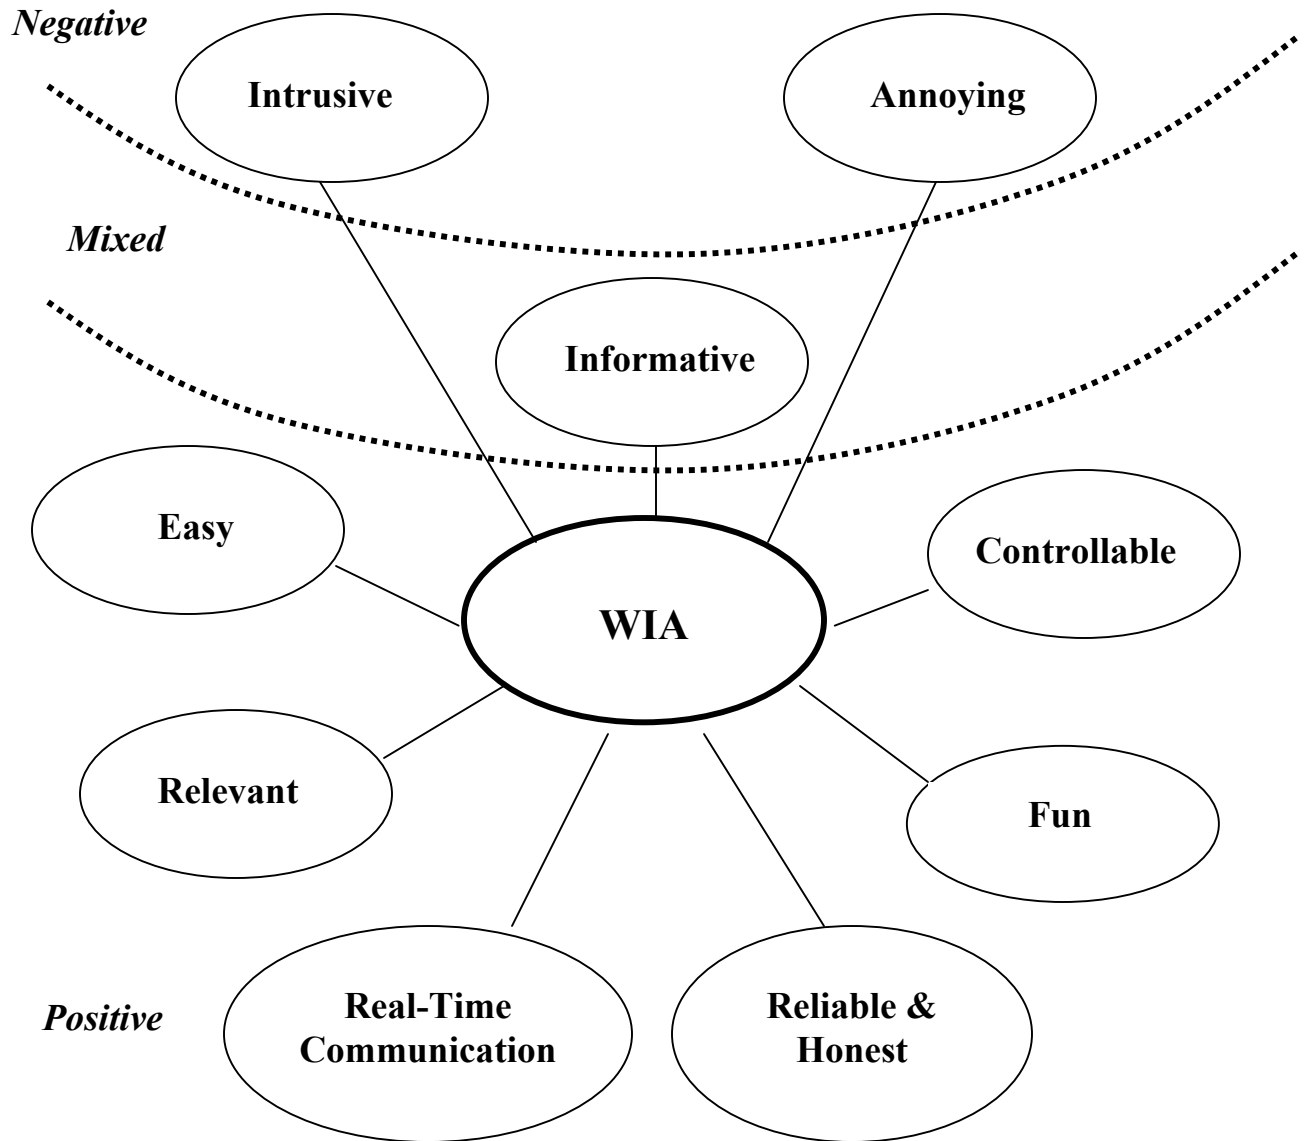 Negative
Intrusive
Annoying
Mixed
Informative
Easy
Controllable
WIA
Relevant
Fun
Positive
Real-Time
Communication
Reliable &
Honest